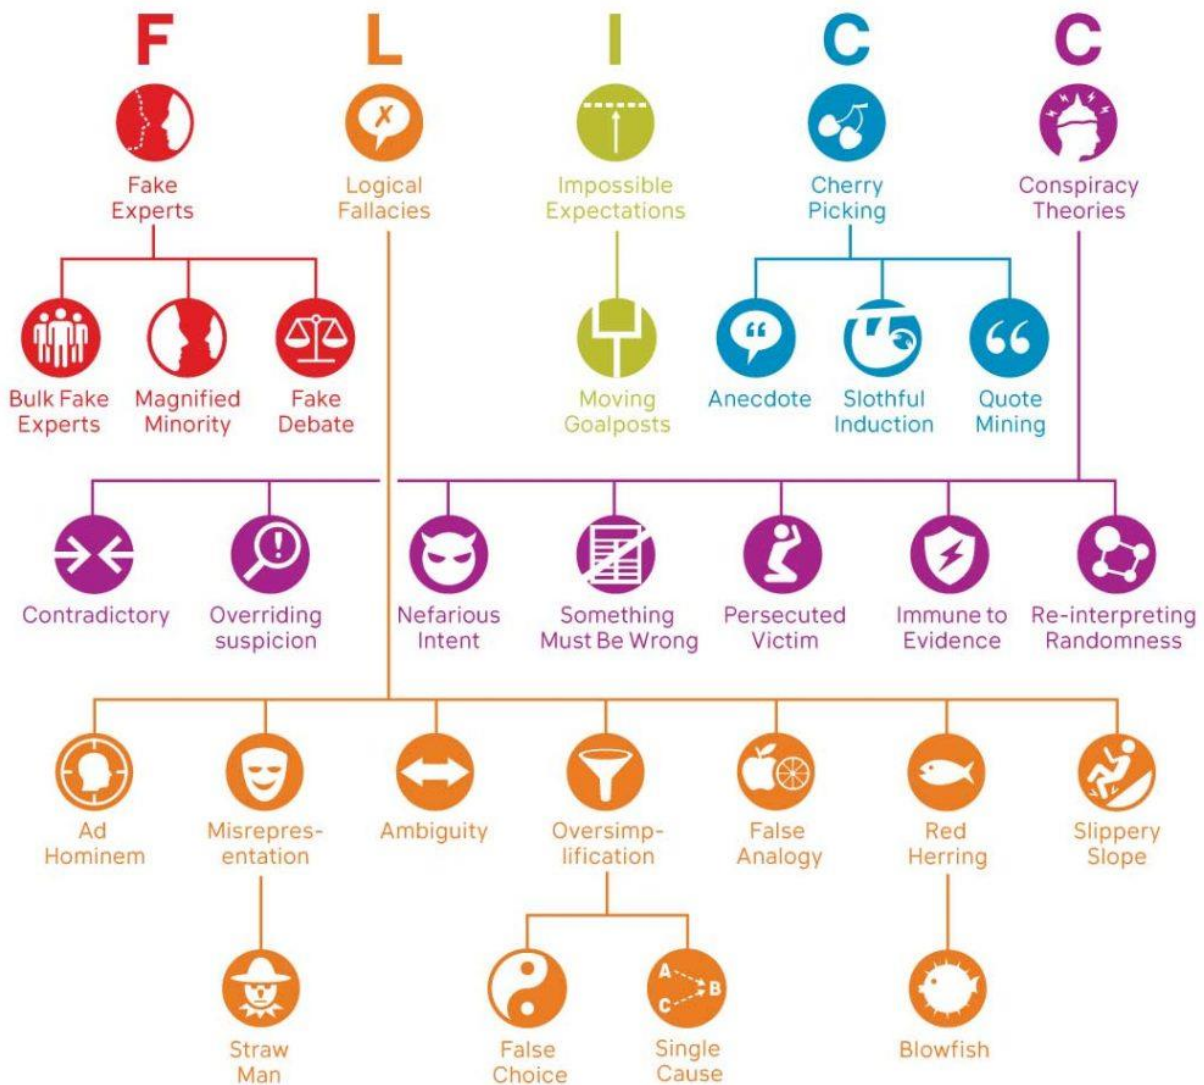 F L I C C
Fake
Experts
Logical
Fallacies
Impossible
Expectations
Cherry
Picking
Conspiracy
Theories
Bulk Fake
Experts
Magnified
Minority
Fake
Debate
Moving
Goalposts
“
Anecdote
Slothful
Induction
“
Quote
Mining
Contradictory
!
Overriding
suspicion
Nefarious
Intent
Something
Must Be Wrong
Persecuted
Victim
Immune to
Evidence
Re-interpreting
Randomness
Ad
Hominem
Misrepres-
entation
Ambiguity
Oversimp-
lification
False
Analogy
Red
Herring
Slippery
Slope
Straw
Man
False
Choice
A
B
C
Single
Cause
Blowfish